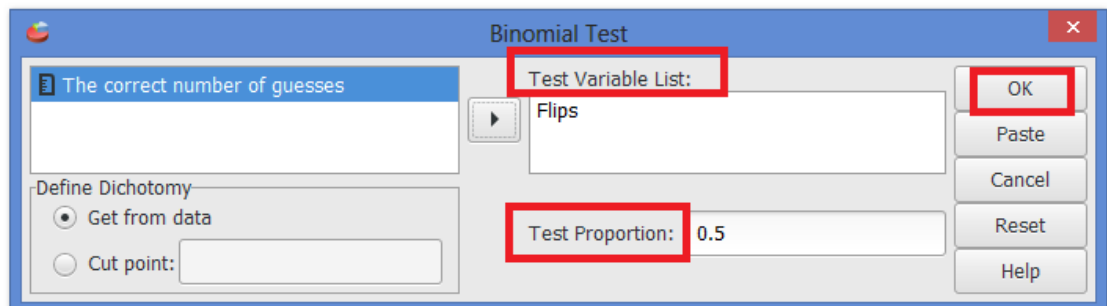 Binomial Test
The correct number of guesses
Test Variable List:
Flips
OK
Paste
Cancel
Reset
Help
Define Dichotomy
Get from data
Cut point:
Test Proportion: 0.5